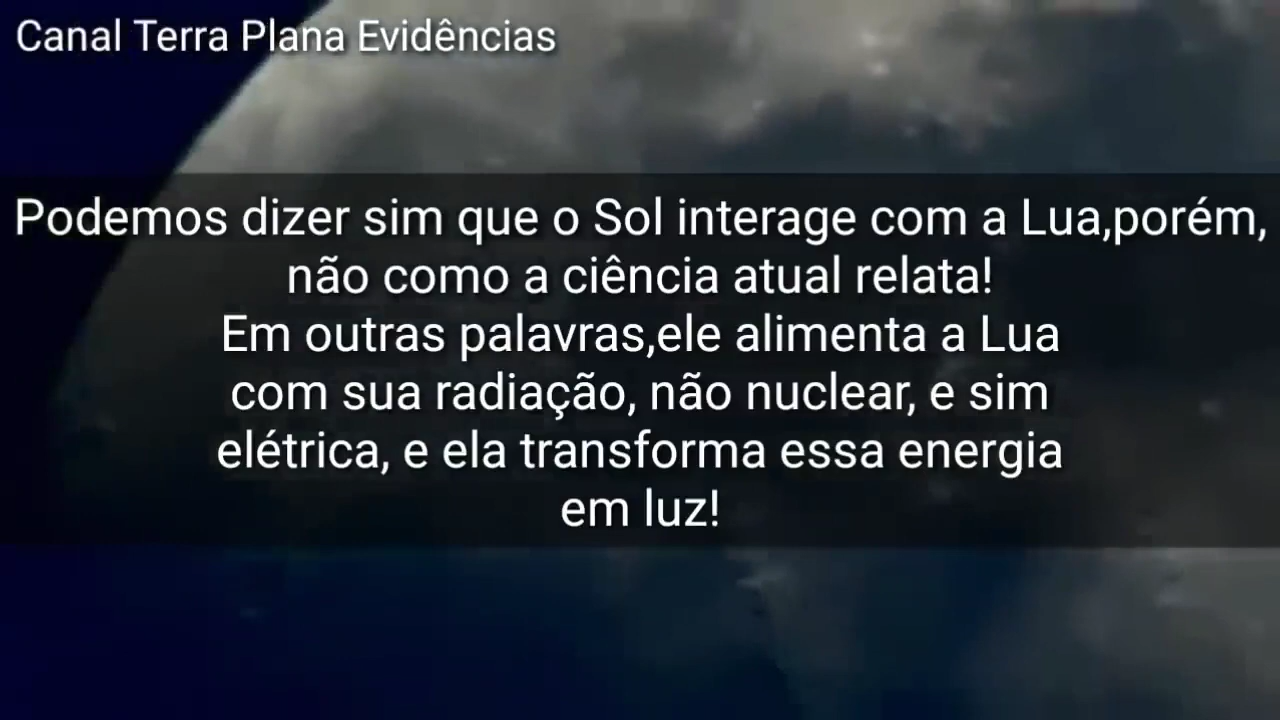 Canal Terra Plana Evidências
Podemos dizer sim que o Sol interage com a Lua,porém,
não como a ciência atual relata!
Em outras palavras,ele alimenta a Lua
com sua radiação, não nuclear, e sim
elétrica, e ela transforma essa energia
em luz!